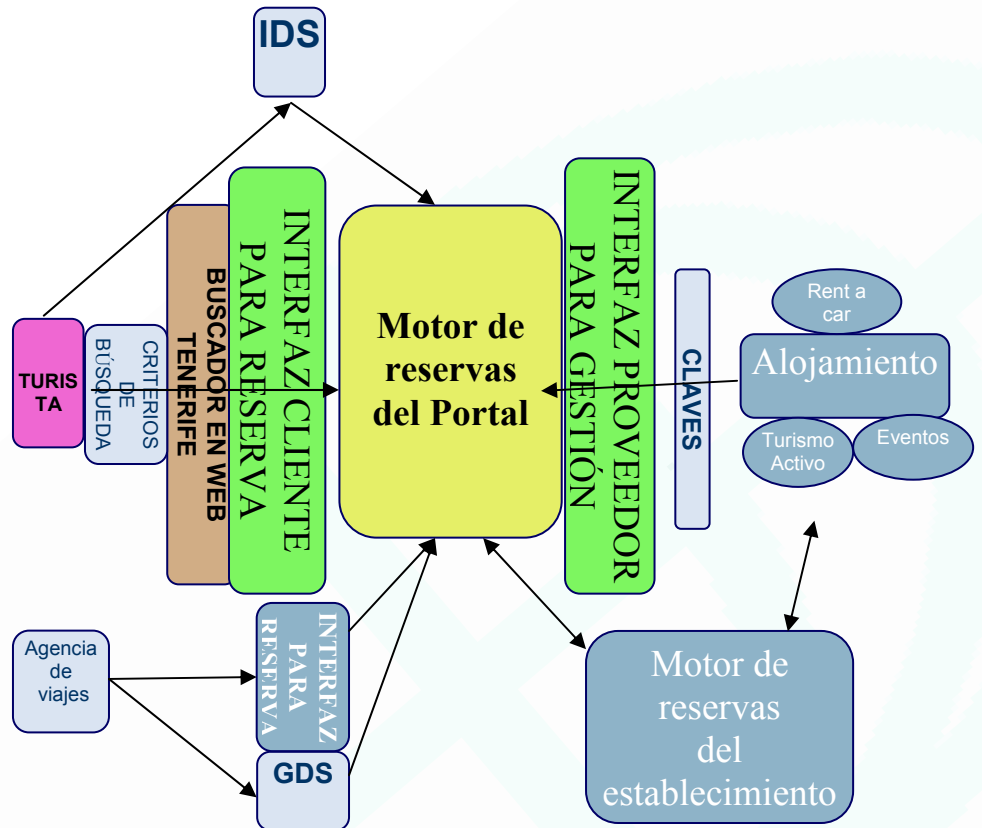 IDS
TURIS
TA
CRITERIOS
DE
BÚSQUEDA
BUSCADOR EN WEB
TENERIFE
INTERFAZ CLIENTE
PARA RESERVA
Motor de
reservas
del Portal
INTERFAZ PROVEEDOR
PARA GESTIÓN
CLAVES
Rent a
car
Alojamiento
Turismo
Activo
Eventos
Agencia
de
viajes
INTERFAZ
PARA
RESERVA
GDS
Motor de
reservas
del
establecimiento